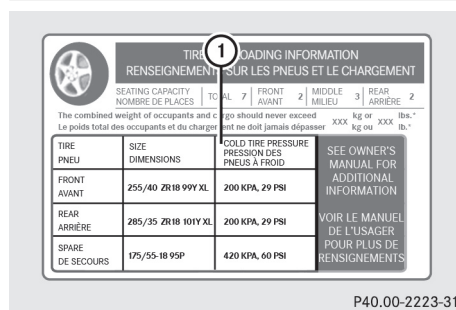 1
TIRE LOADING INFORMATION
RENSEIGNEMENTS SUR LES PNEUS ET LE CHARGEMENT
SEATING CAPACITY
NOMBRE DE PLACES
TOTAL 7
FRONT
AVANT 2
MIDDLE
MILIEU 3
REAR
ARRIÈRE 2
The combined weight of occupants and cargo should never exceed XXX kg or XXX lbs.*
Le poids total des occupants et du chargement ne doit jamais dépasser XXX kg ou XXX lb.*
TIRE
PNEU
SIZE
DIMENSIONS
COLD TIRE PRESSURE
PRESSION DES
PNEUS À FROID
FRONT
AVANT
255/40 ZR18 99Y XL
200 KPA, 29 PSI
REAR
ARRIÈRE
285/35 ZR18 101Y XL
200 KPA, 29 PSI
SPARE
DE SECOURS
175/55-18 95P
420 KPA, 60 PSI
SEE OWNER'S
MANUAL FOR
ADDITIONAL
INFORMATION
VOIR LE MANUEL
DE L'USAGER
POUR PLUS DE
RENSIGNEMENTS
P40.00-2223-31